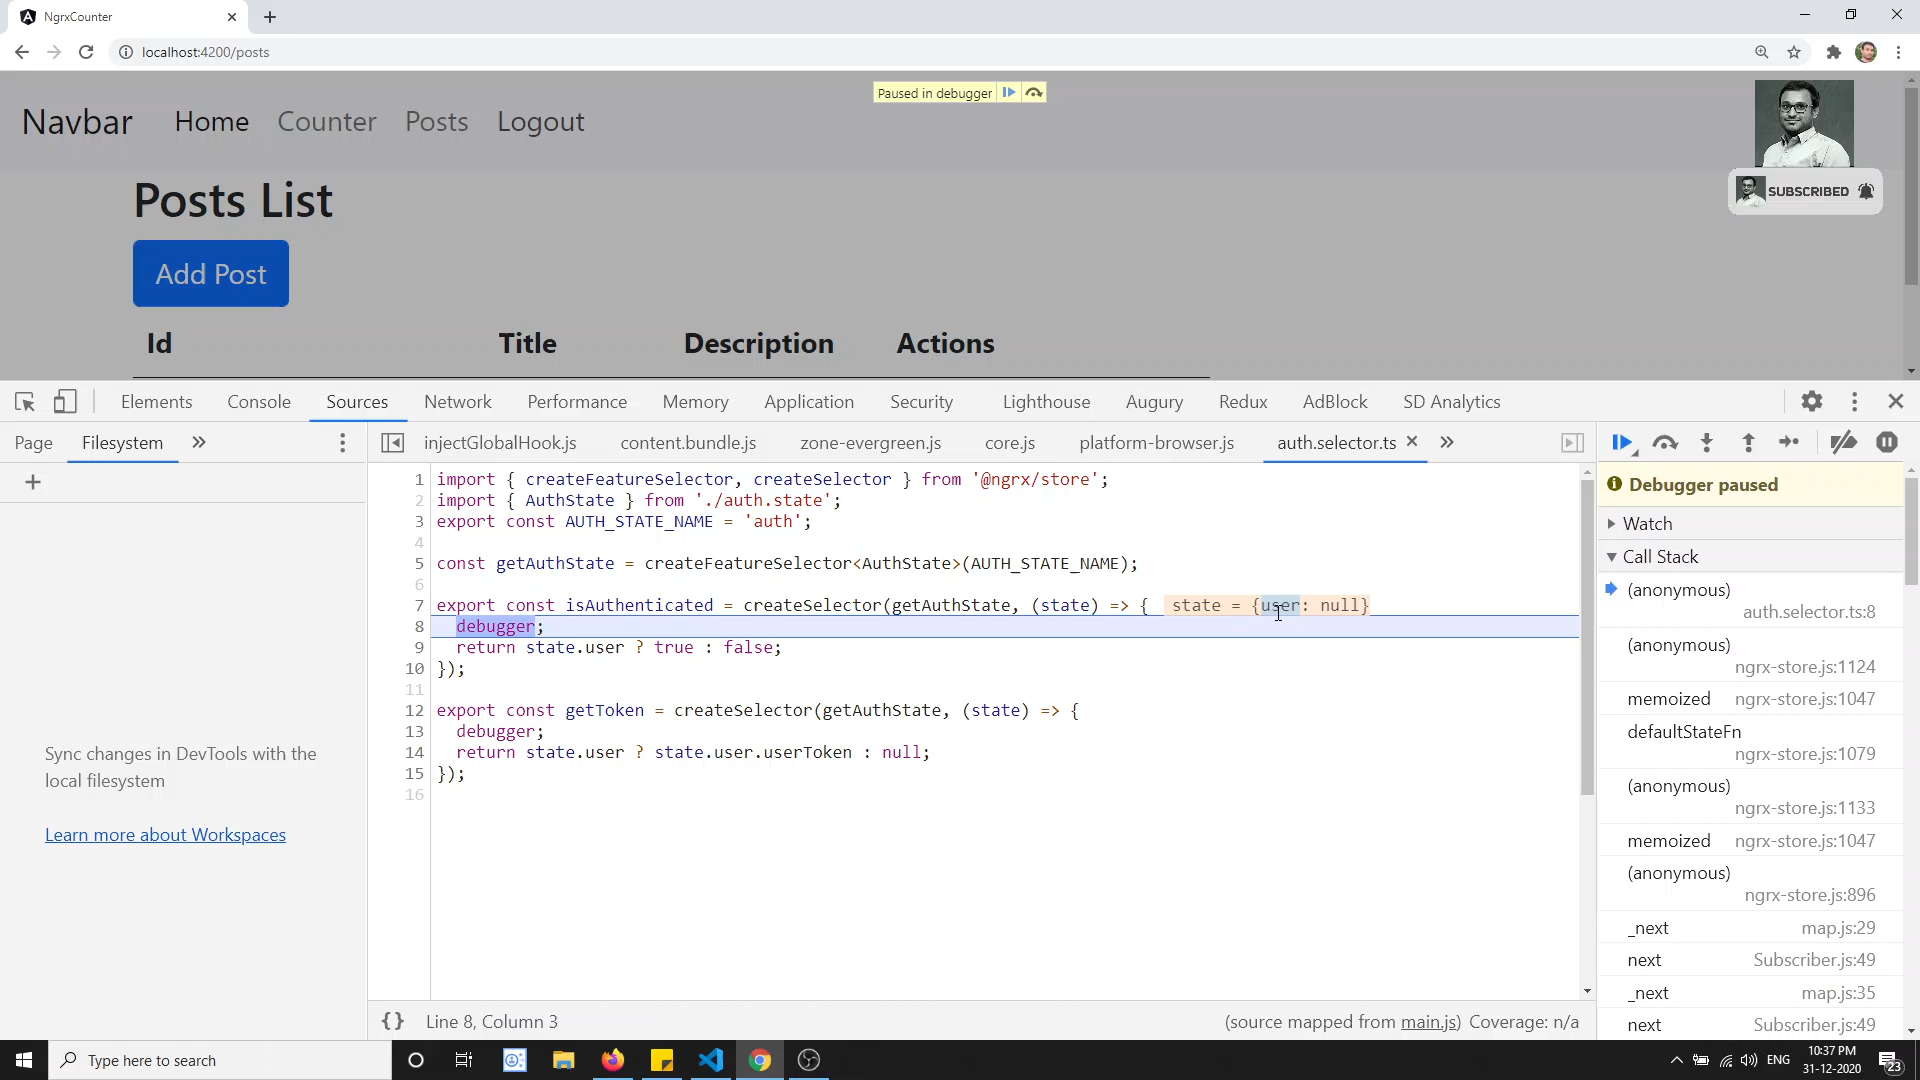 NgrxCounter
localhost:4200/posts
Paused in debugger
Navbar Home Counter Posts Logout
SUBSCRIBED
Posts List
Add Post
Id Title Description Actions
Elements Console Sources Network Performance Memory Application Security Lighthouse Augury Redux AdBlock SD Analytics
Page Filesystem
injectGlobalHook.js content.bundle.js zone-evergreen.js core.js platform-browser.js auth.selector.ts
1 import { createFeatureSelector, createSelector } from '@ngrx/store';
2 import { AuthState } from './auth.state';
3 export const AUTH_STATE_NAME = 'auth';
4
5 const getAuthState = createFeatureSelector<AuthState>(AUTH_STATE_NAME);
6
7 export const isAuthenticated = createSelector(getAuthState, (state) => { state = {user: null}
8 debugger;
9 return state.user ? true : false;
10 });
11
12 export const getToken = createSelector(getAuthState, (state) => {
13 debugger;
14 return state.user ? state.user.userToken : null;
15 });
16
Sync changes in DevTools with the
local filesystem
Learn more about Workspaces
Debugger paused
Watch
Call Stack
(anonymous)
auth.selector.ts:8
(anonymous)
ngrx-store.js:1124
memoized ngrx-store.js:1047
defaultStateFn
ngrx-store.js:1079
(anonymous)
ngrx-store.js:1133
memoized ngrx-store.js:1047
(anonymous)
ngrx-store.js:896
_next map.js:29
next Subscriber.js:49
_next map.js:35
next Subscriber.js:49
{} Line 8, Column 3
(source mapped from main.js) Coverage: n/a
Type here to search
ENG
10:37 PM
31-12-2020
23